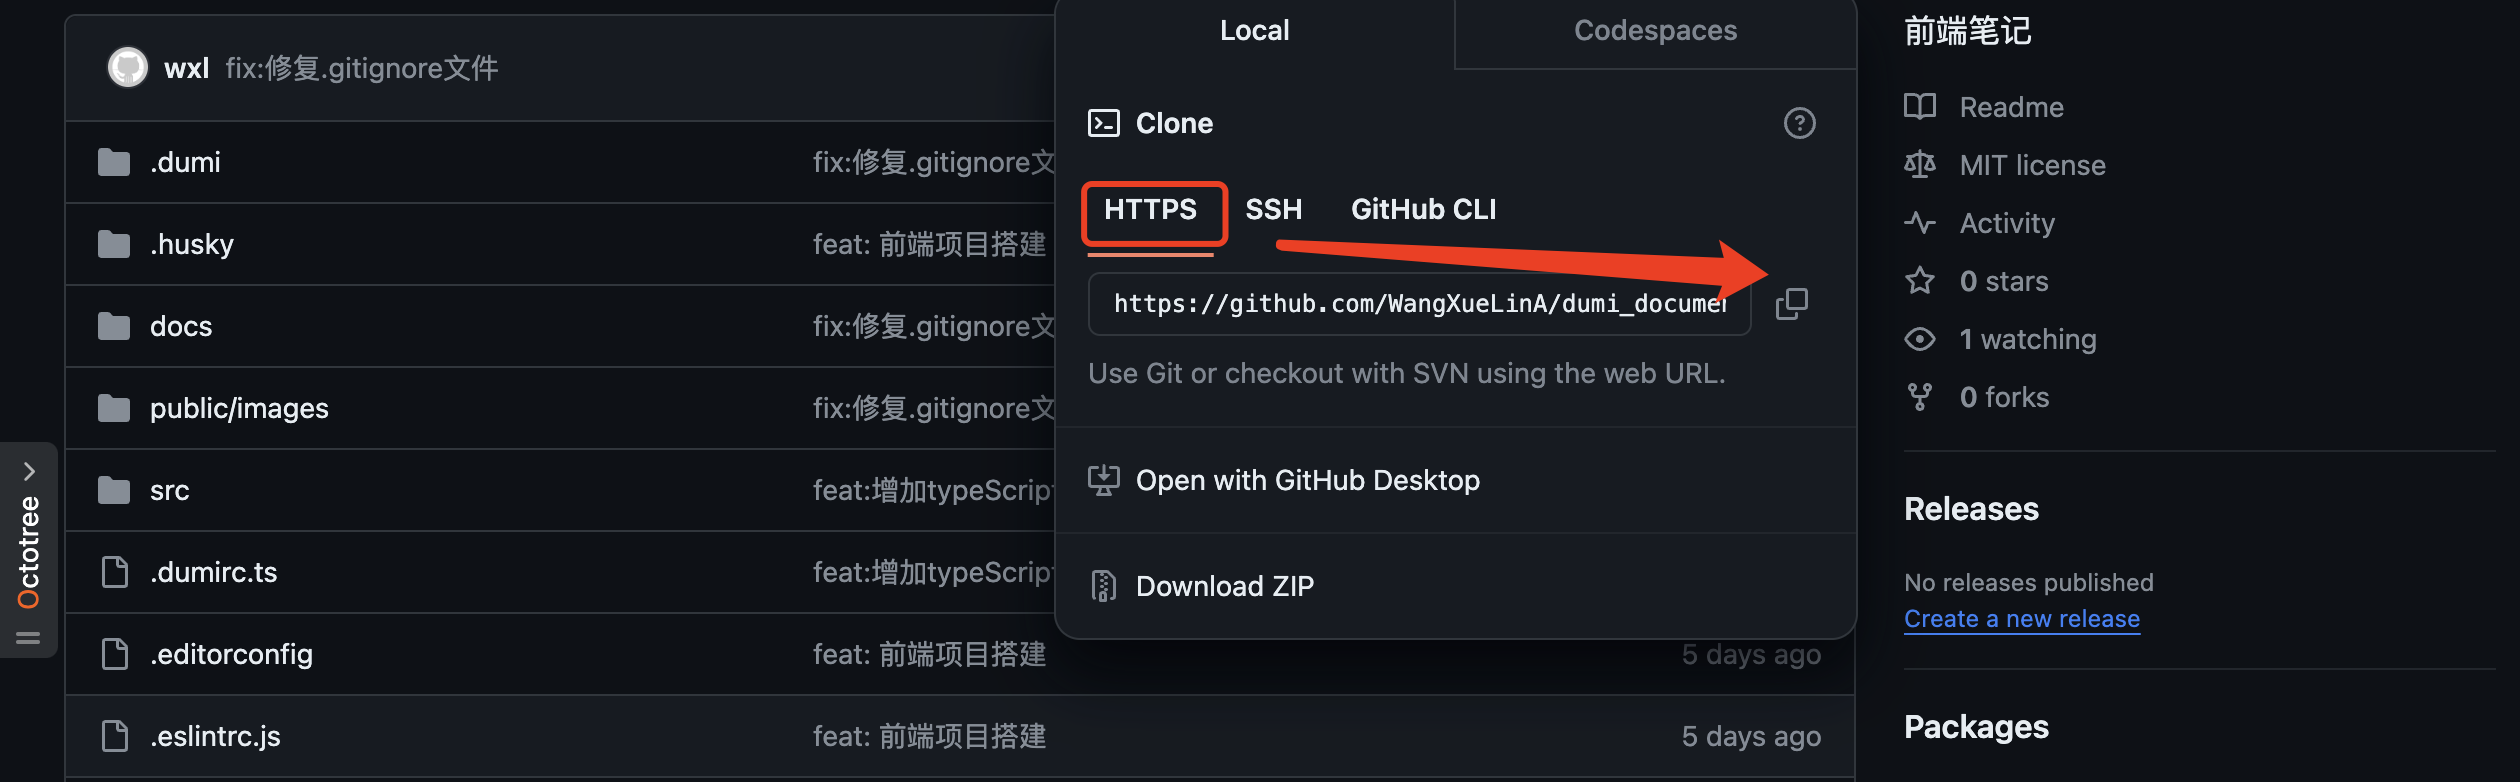 wxl fix:修复.gitignore文件
.dumi fix:修复.gitignore文
.husky feat: 前端项目搭建
docs fix:修复.gitignore文
public/images fix:修复.gitignore文
src feat:增加typeScript
.dumirc.ts feat:增加typeScript
.editorconfig feat: 前端项目搭建 5 days ago
.eslintrc.js feat: 前端项目搭建 5 days ago
Octotree
Local Codespaces
Clone
HTTPS SSH GitHub CLI
https://github.com/WangXueLinA/dumi_documen
Use Git or checkout with SVN using the web URL.
Open with GitHub Desktop
Download ZIP
前端笔记
Readme
MIT license
Activity
0 stars
1 watching
0 forks
Releases
No releases published
Create a new release
Packages